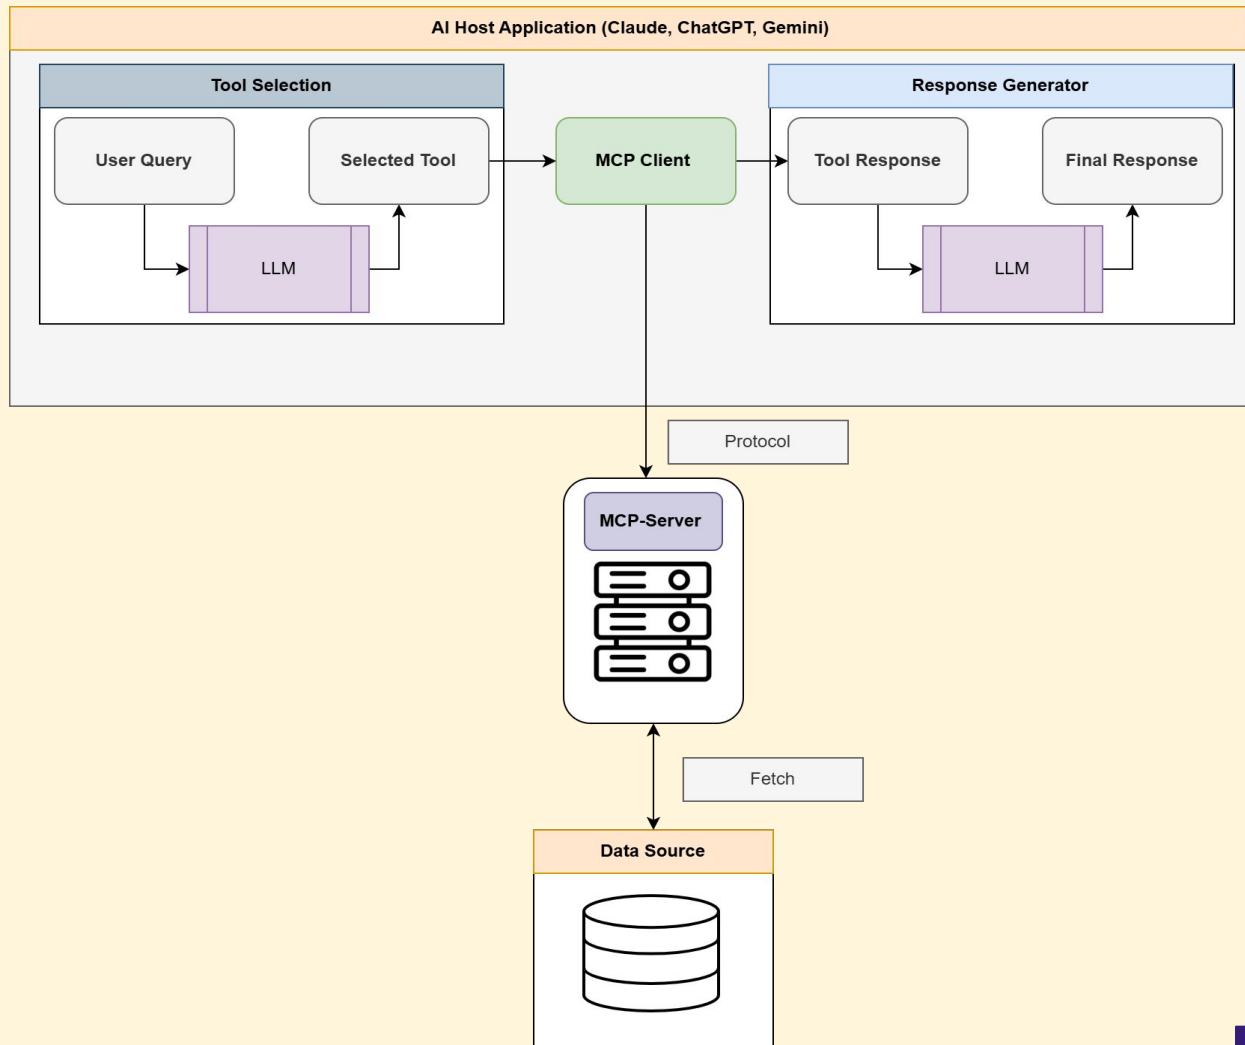 AI Host Application (Claude, ChatGPT, Gemini)
Tool Selection
User Query
Selected Tool
LLM
MCP Client
Response Generator
Tool Response
Final Response
LLM
Protocol
MCP-Server
Fetch
Data Source